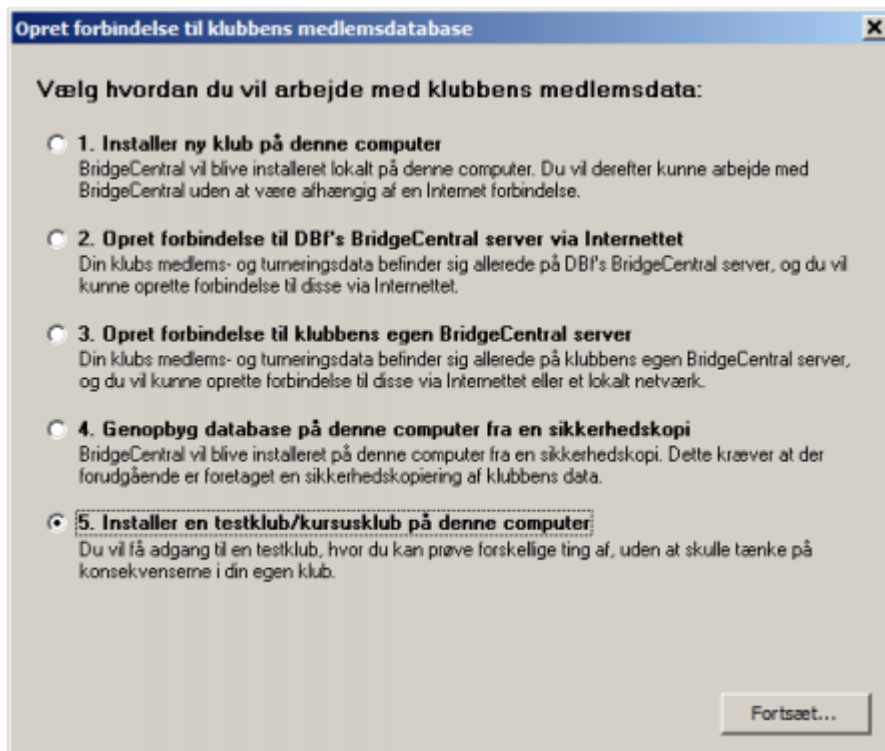 Opret forbindelse til klubbens medlemsdatabase
Vælg hvordan du vil arbejde med klubbens medlemsdata:
1. Installer ny klub på denne computer
BridgeCentral vil blive installeret lokalt på denne computer. Du vil derefter kunne arbejde med
BridgeCentral uden at være afhængig af en Internet forbindelse.
2. Opret forbindelse til DBf's BridgeCentral server via Internettet
Din klubs medlems- og turneringsdata befinder sig allerede på DBf's BridgeCentral server, og du vil
kunne oprette forbindelse til disse via Internettet.
3. Opret forbindelse til klubbens egen BridgeCentral server
Din klubs medlems- og turneringsdata befinder sig allerede på klubbens egen BridgeCentral server,
og du vil kunne oprette forbindelse til disse via Internettet eller et lokalt netværk.
4. Genopbyg database på denne computer fra en sikkerhedskopi
BridgeCentral vil blive installeret på denne computer fra en sikkerhedskopi. Dette kræver at der
forudgående er foretaget en sikkerhedskopiering af klubbens data.
5. Installer en testklub/kursusklub på denne computer
Du vil få adgang til en testklub, hvor du kan prøve forskellige ting af, uden at skulle tænke på
konsekvenserne i din egen klub.
Fortsæt...